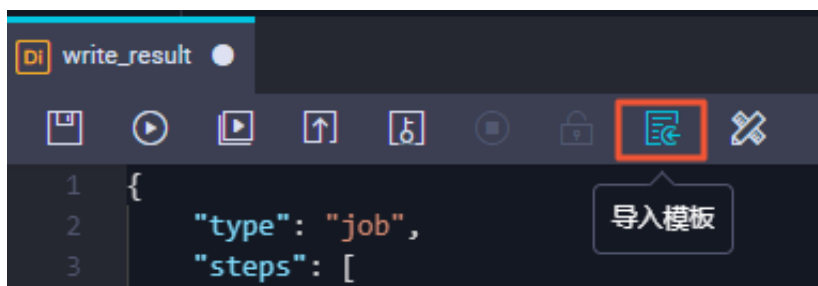 Di write_result
1 {
2 "type": "job",
3 "steps": [
导入模板